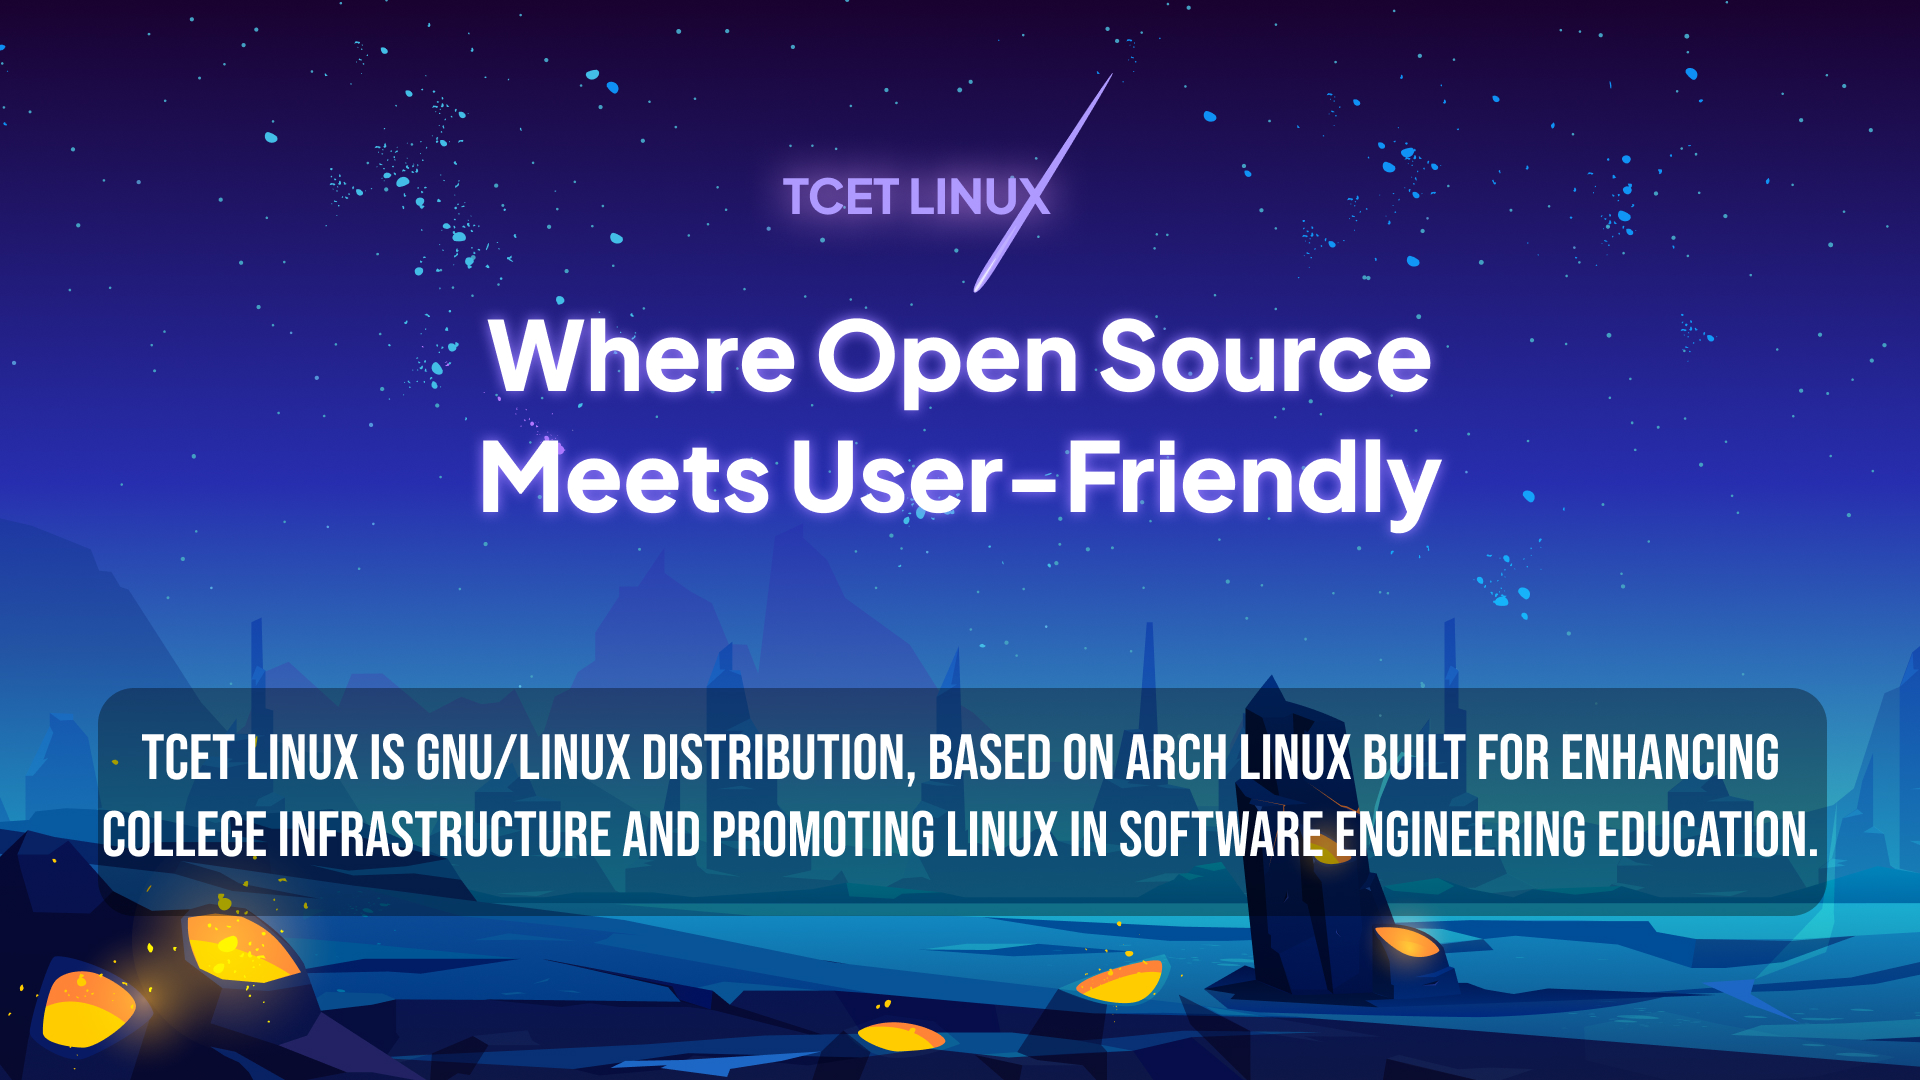 TCET LINUX
Where Open Source
Meets User-Friendly
TCET LINUX IS GNU/LINUX DISTRIBUTION, BASED ON ARCH LINUX BUILT FOR ENHANCING
COLLEGE INFRASTRUCTURE AND PROMOTING LINUX IN SOFTWARE ENGINEERING EDUCATION.